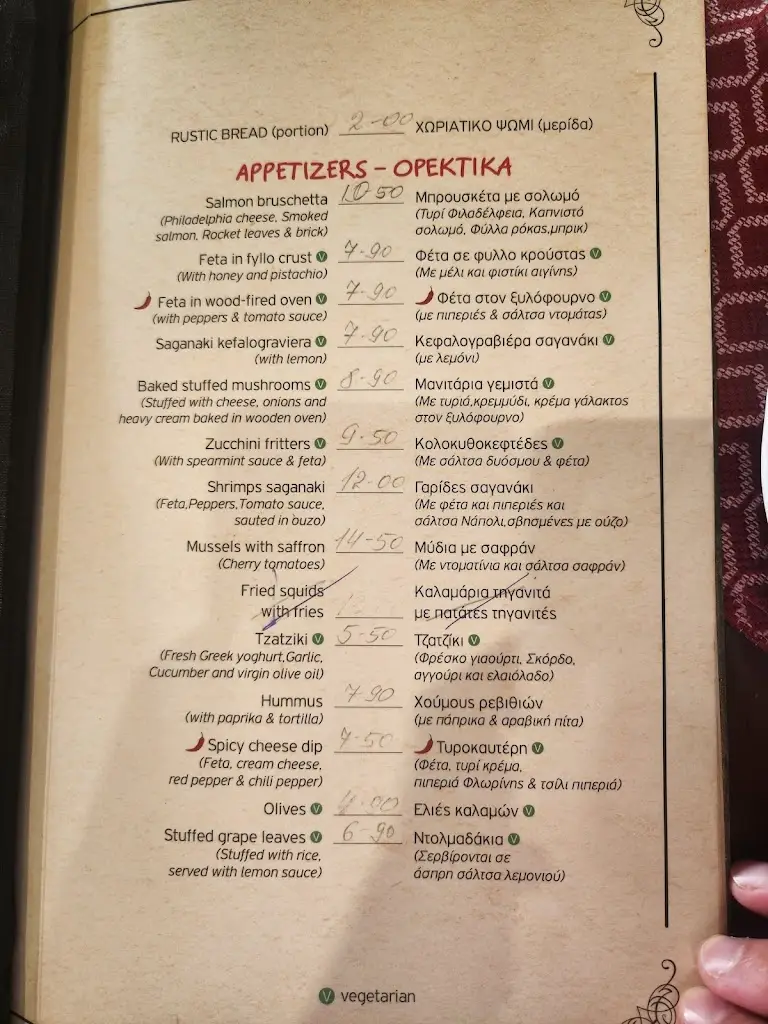 RUSTIC BREAD (portion) 2-00 ΧΩΡΙΑΤΙΚΟ ΨΩΜΙ (μερίδα)
APPETIZERS - ΟΡΕΚΤΙΚΑ
Salmon bruschetta 10-50 Μπρουσκέτα με σολωμό
(Philadelphia cheese, Smoked (Τυρί Φιλαδέλφεια, Καπνιστό
salmon, Rocket leaves & brick) σολωμό, Φύλλα ρόκας,μπρικ)
Feta in fyllo crust V 7-90 Φέτα σε φυλλο κρούστας V
(With honey and pistachio) (Με μέλι και φιστίκι αιγίνης)
Feta in wood-fired oven V 7-90 Φέτα στον ξυλόφουρνο V
(with peppers & tomato sauce) (με πιπεριές & σάλτσα ντομάτας)
Saganaki kefalograviera V 7-90 Κεφαλογραβιέρα σαγανάκι V
(with lemon) (με λεμόνι)
Baked stuffed mushrooms V 8-90 Μανιτάρια γεμιστά V
(Stuffed with cheese, onions and (Με τυριά,κρεμμύδι, κρέμα γάλακτος
heavy cream baked in wooden oven) στον ξυλόφουρνο)
Zucchini fritters V 9-50 Κολοκυθοκεφτέδες V
(With spearmint sauce & feta) (Με σάλτσα δυόσμου & φέτα)
Shrimps saganaki 12-00 Γαρίδες σαγανάκι
(Feta,Peppers,Tomato sauce, (Με φέτα και πιπεριές και
sauted in ouzo) σάλτσα Νάπολι,σβησμένες με ούζο)
Mussels with saffron 14-50 Μύδια με σαφράν
(Cherry tomatoes) (Με ντοματίνια και σάλτσα σαφράν)
Fried squids Καλαμάρια τηγανιτά
with fries με πατάτες τηγανιτές
Tzatziki V 5-50 Τζατζίκι V
(Fresh Greek yoghurt,Garlic, (Φρέσκο γιαούρτι, Σκόρδο,
Cucumber and virgin olive oil) αγγούρι και ελαιόλαδο)
Hummus 7-90 Χούμους ρεβιθιών
(with paprika & tortilla) (με πάπρικα & αραβική πίτα)
Spicy cheese dip 7-50 Τυροκαυτέρη V
(Feta, cream cheese, (Φέτα, τυρί κρέμα,
red pepper & chili pepper) πιπεριά Φλωρίνης & τσίλι πιπεριά)
Olives V 4-00 Ελιές καλαμών V
Stuffed grape leaves V 6-90 Ντολμαδάκια V
(Stuffed with rice, (Σερβίρονται σε
served with lemon sauce) άσπρη σάλτσα λεμονιού)
V vegetarian